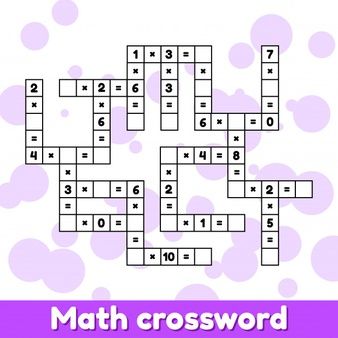 1 × 3 = 7
× × × ×
2 × 2 = 6 3
× × = = = =
6 6 × = 0
= = ×
4 × = × 4 = 8
× × =
3 × = 6 2 × 2 =
= × = ×
× 0 = × 1 = 5
= =
× 10 =
Math crossword